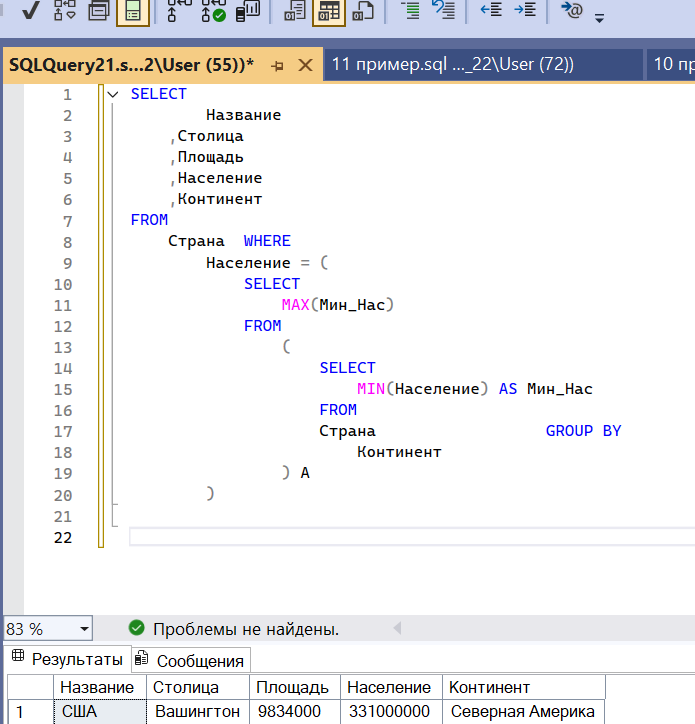 SQLQuery21.s...2\User (55))*
11 пример.sql ..._22\User (72))
10 пр
1 SELECT
2 Название
3 ,Столица
4 ,Площадь
5 ,Население
6 ,Континент
7 FROM
8 Страна WHERE
9 Население = (
10 SELECT
11 MAX(Мин_Нас)
12 FROM
13 (
14 SELECT
15 MIN(Население) AS Мин_Нас
16 FROM
17 Страна GROUP BY
18 Континент
19 ) A
20 )
21
22
83 % Проблемы не найдены.
Результаты Сообщения
Название Столица Площадь Население Континент
1 США Вашингтон 9834000 331000000 Северная Америка